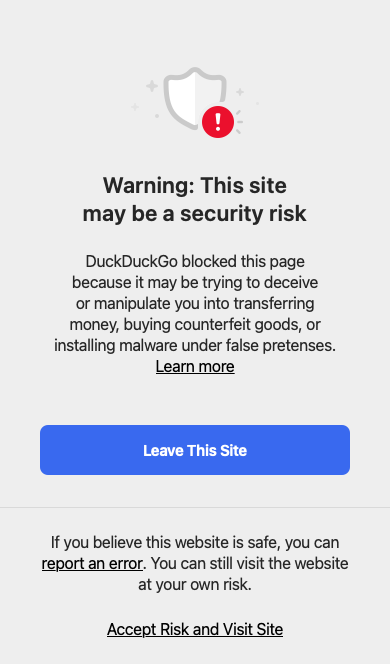 Warning: This site
may be a security risk
DuckDuckGo blocked this page
because it may be trying to deceive
or manipulate you into transferring
money, buying counterfeit goods, or
installing malware under false pretenses.
Learn more
Leave This Site
If you believe this website is safe, you can
report an error. You can still visit the website
at your own risk.
Accept Risk and Visit Site